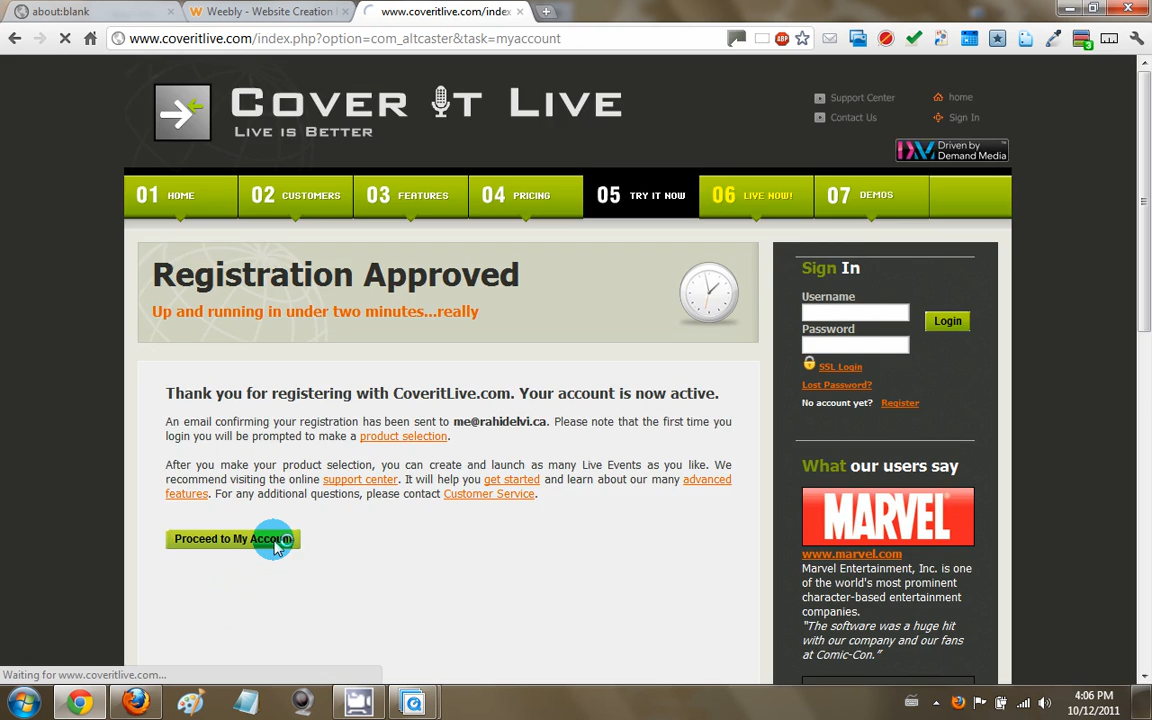 about:blank
Weebly - Website Creation
www.coveritlive.com/index
www.coveritlive.com/index.php?option=com_altcaster&task=myaccount
ABP
3
COVER IT LIVE
LIVE IS BETTER
Support Center
home
Contact Us
Sign In
Driven by
Demand Media
01 HOME
02 CUSTOMERS
03 FEATURES
04 PRICING
05 TRY IT NOW
06 LIVE NOW!
07 DEMOS
Registration Approved
Up and running in under two minutes...really
Thank you for registering with CoveritLive.com. Your account is now active.
An email confirming your registration has been sent to me@rahidelvi.ca. Please note that the first time you
login you will be prompted to make a product selection.
After you make your product selection, you can create and launch as many Live Events as you like. We
recommend visiting the online support center. It will help you get started and learn about our many advanced
features. For any additional questions, please contact Customer Service.
Proceed to My Account
Sign In
Username
Login
Password
SSL Login
Lost Password?
No account yet? Register
What our users say
MARVEL
www.marvel.com
Marvel Entertainment, Inc. is
one of the world's most prominent
character-based entertainment
companies.
"The software was a huge hit
with our company and our fans
at Comic-Con."
Waiting for www.coveritlive.com...
4:06 PM
10/12/2011